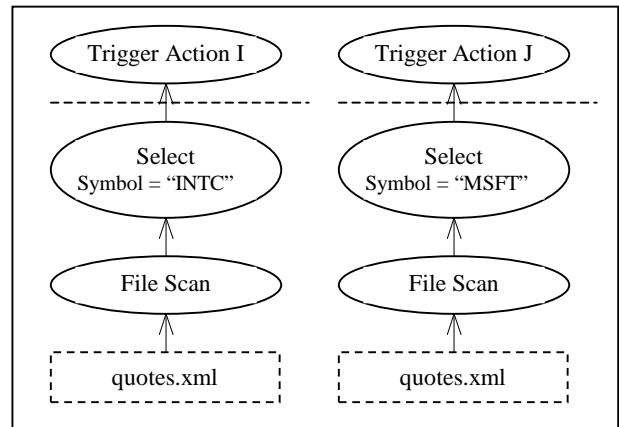 Trigger Action I
Select
Symbol = “INTC”
File Scan
quotes.xml
Trigger Action J
Select
Symbol = “MSFT”
File Scan
quotes.xml